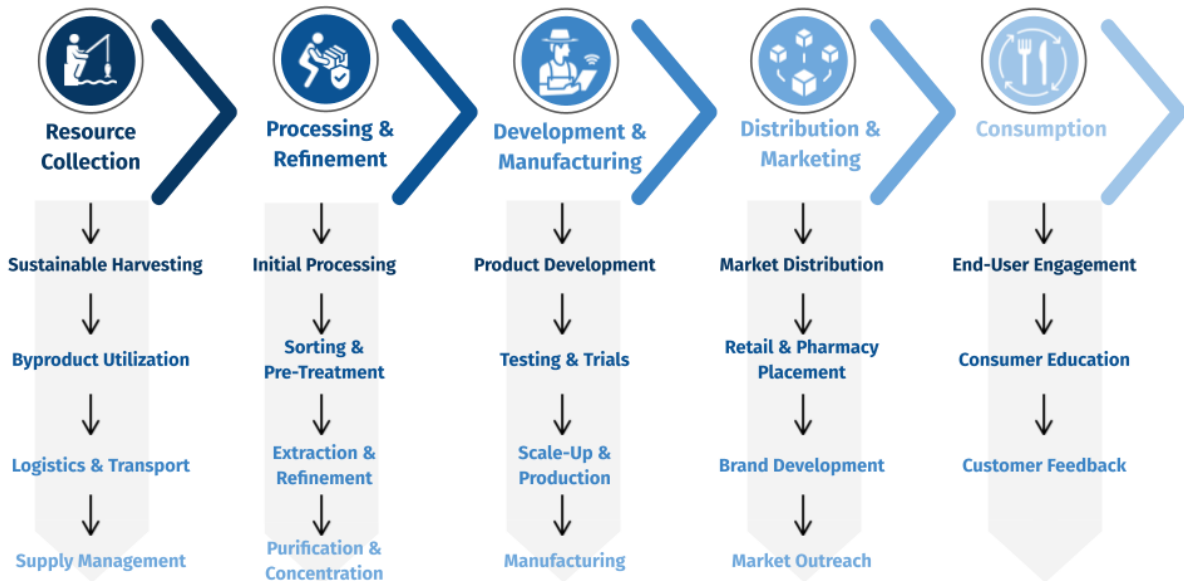 Resource
Collection
Processing &
Refinement
Development &
Manufacturing
Distribution &
Marketing
Consumption
Sustainable Harvesting
Initial Processing
Product Development
Market Distribution
End-User Engagement
Byproduct Utilization
Sorting &
Pre-Treatment
Testing & Trials
Retail & Pharmacy
Placement
Consumer Education
Logistics & Transport
Extraction &
Refinement
Scale-Up &
Production
Brand Development
Customer Feedback
Supply Management
Purification &
Concentration
Manufacturing
Market Outreach